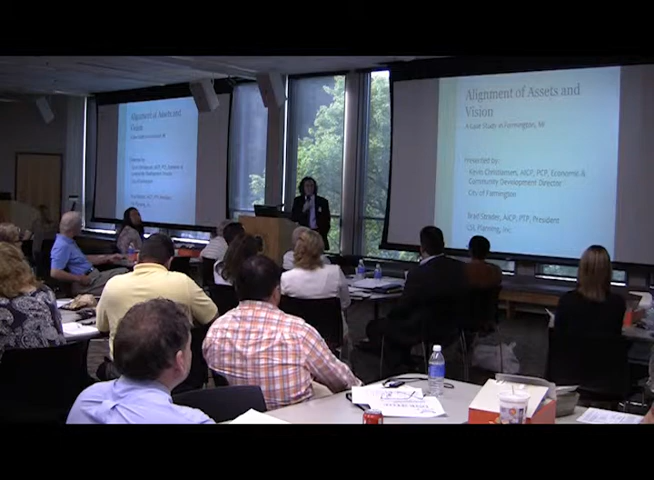 Alignment of Assets and
Vision
A Case Study in Farmington, MI
Presented by:
Kevin Christiansen, AICP, PCP, Economic &
Community Development Director
City of Farmington
Brad Strader, AICP, PTP, President
LSL Planning, Inc.
Alignment of Assets and
Vision